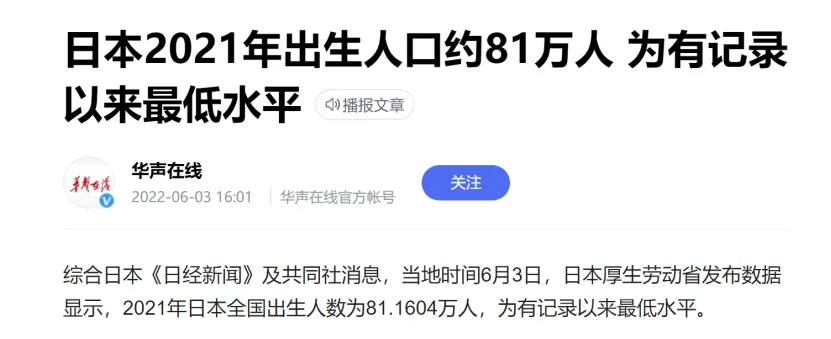 日本2021年出生人口约81万人 为有记录
以来最低水平 播报文章
华声在线
华声在线
2022-06-03 16:01 华声在线官方帐号
关注
综合日本《日经新闻》及共同社消息，当地时间6月3日，日本厚生劳动省发布数据
显示，2021年日本全国出生人数为81.1604万人，为有记录以来最低水平。